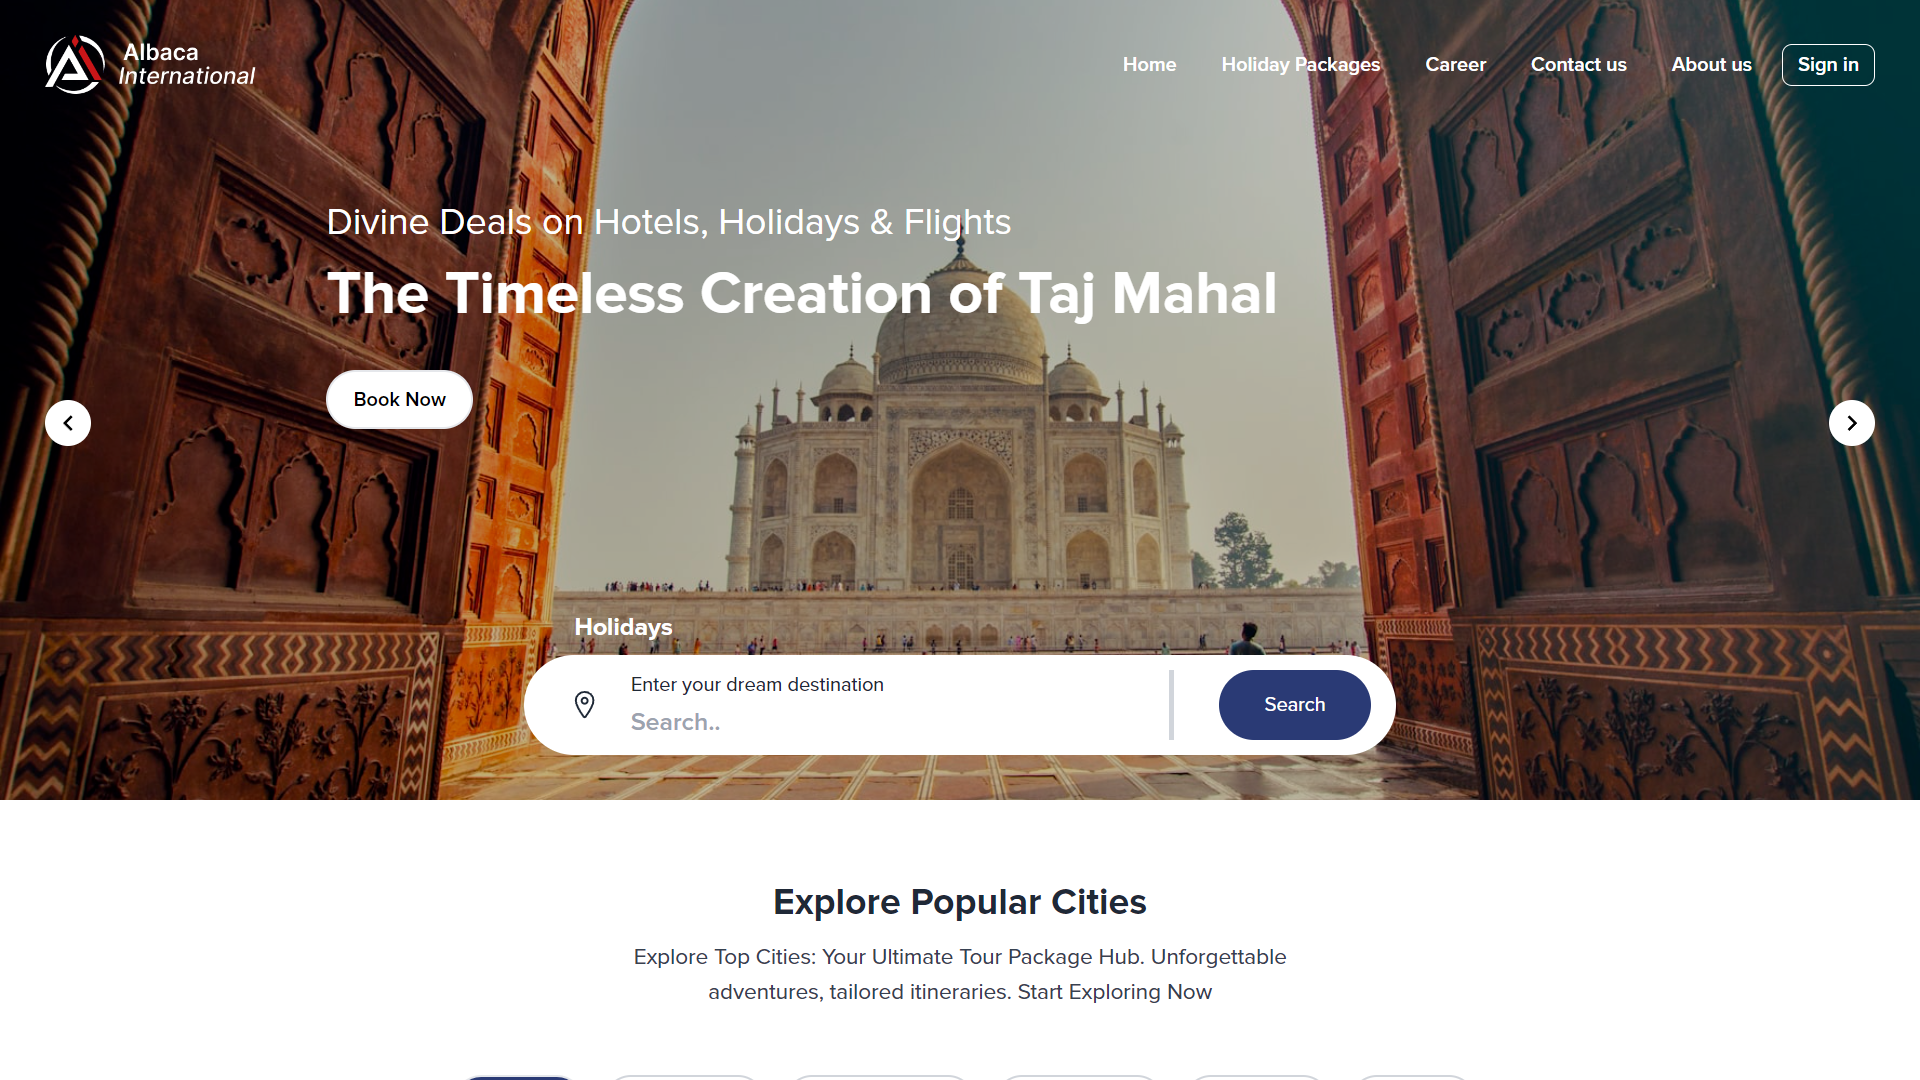 Albaca
International
Home
Holiday Packages
Career
Contact us
About us
Sign in
Divine Deals on Hotels, Holidays & Flights
The Timeless Creation of Taj Mahal
Book Now
Holidays
Enter your dream destination
Search..
Search
Explore Popular Cities
Explore Top Cities: Your Ultimate Tour Package Hub. Unforgettable
adventures, tailored itineraries. Start Exploring Now